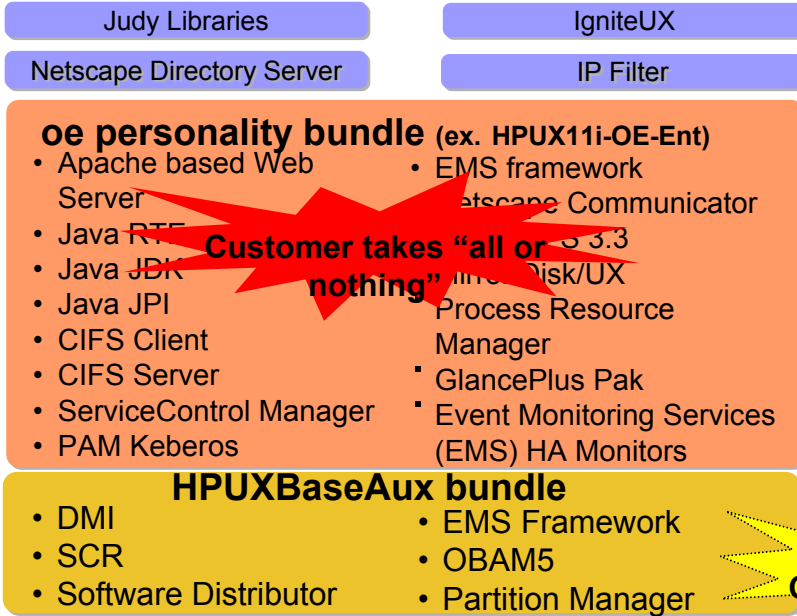 Judy Libraries
IgniteUX
Netscape Directory Server
IP Filter
oe personality bundle (ex. HPUX11i-OE-Ent)
• Apache based Web
Server
• Java RTE
• Java JDK
• Java JPI
• CIFS Client
• CIFS Server
• ServiceControl Manager
• PAM Keberos
• EMS framework
Netscape Communicator
S 3.3
Disk/UX
Process Resource
Manager
GlancePlus Pak
Event Monitoring Services
(EMS) HA Monitors
Customer takes “all or
nothing”
HPUXBaseAux bundle
• DMI
• SCR
• Software Distributor
• EMS Framework
• OBAM5
• Partition Manager